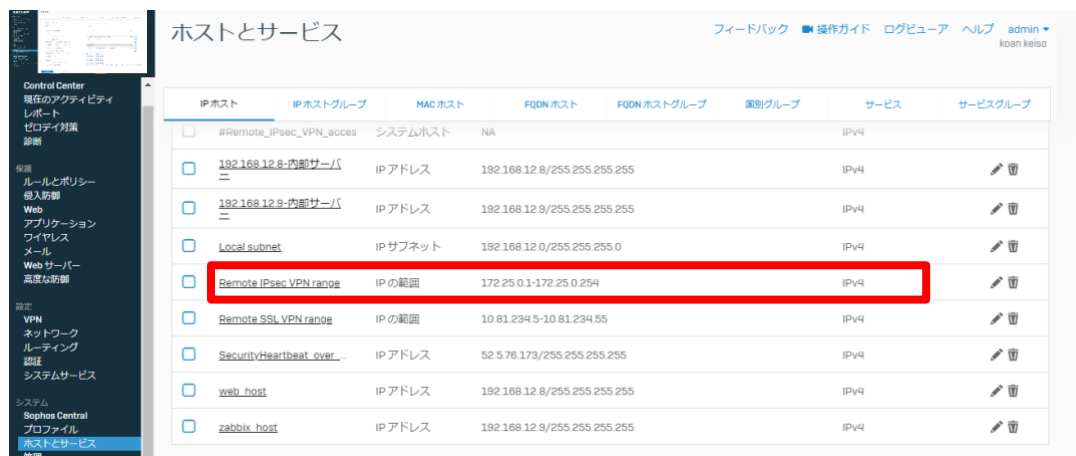 ホストとサービス
フィードバック 操作ガイド ログビューア ヘルプ admin
koan keiso
Control Center
現在のアクティビティ
レポート
ゼロデイ対策
診断
保護
ルールとポリシー
侵入防御
Web
アプリケーション
ワイヤレス
メール
Web サーバー
高度な防御
設定
VPN
ネットワーク
ルーティング
認証
システムサービス
システム
Sophos Central
プロファイル
ホストとサービス
管理
IP ホスト IP ホストグループ MAC ホスト FQDN ホスト FQDN ホストグループ 国別グループ サービス サービスグループ
#Remote_IPsec_VPN_acces システムホスト NA IPv4
192.168.12.8-内部サーバ
ー IP アドレス 192.168.12.8/255.255.255.255 IPv4
192.168.12.9-内部サーバ
ー IP アドレス 192.168.12.9/255.255.255.255 IPv4
Local subnet IP サブネット 192.168.12.0/255.255.255.0 IPv4
Remote IPsec VPN range IP の範囲 172.25.0.1-172.25.0.254 IPv4
Remote SSL VPN range IP の範囲 10.81.234.5-10.81.234.55 IPv4
SecurityHeartbeat_over_... IP アドレス 52.5.76.173/255.255.255.255 IPv4
web_host IP アドレス 192.168.12.8/255.255.255.255 IPv4
zabbix_host IP アドレス 192.168.12.9/255.255.255.255 IPv4